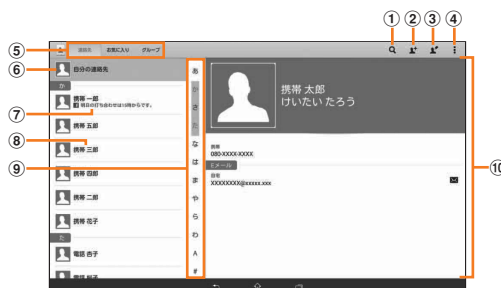 ① ② ③ ④
⑤ 連絡先 お気に入り グループ
⑥ 自分の連絡先
か
携帯 一郎
⑦ 明日の打ち合わせは13時からです。
携帯 五郎
⑧ 携帯 三郎
⑨
携帯 四郎
携帯 二郎
携帯 花子
た
電話 杏子
あ
か
さ
た
な
は
ま
や
ら
わ
A
#
携帯 太郎
けいたい たろう
携帯
080-XXXX-XXXX
Eメール
自宅
XXXXXXXX@xxxxx.xxx
⑩